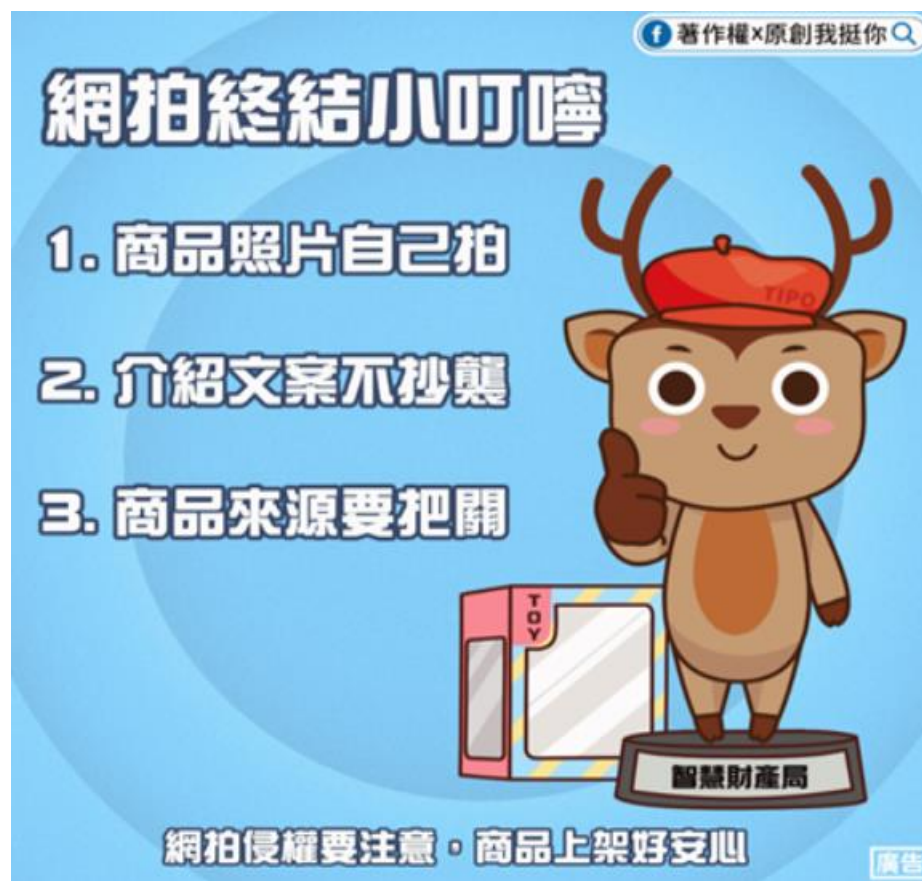 著作權x原創我挺你
網拍終結小叮嚀
1. 商品照片自己拍
TIPO
2. 介紹文案不抄襲
3. 商品來源要把關
TOY
智慧財產局
網拍侵權要注意，商品上架好安心
廣告